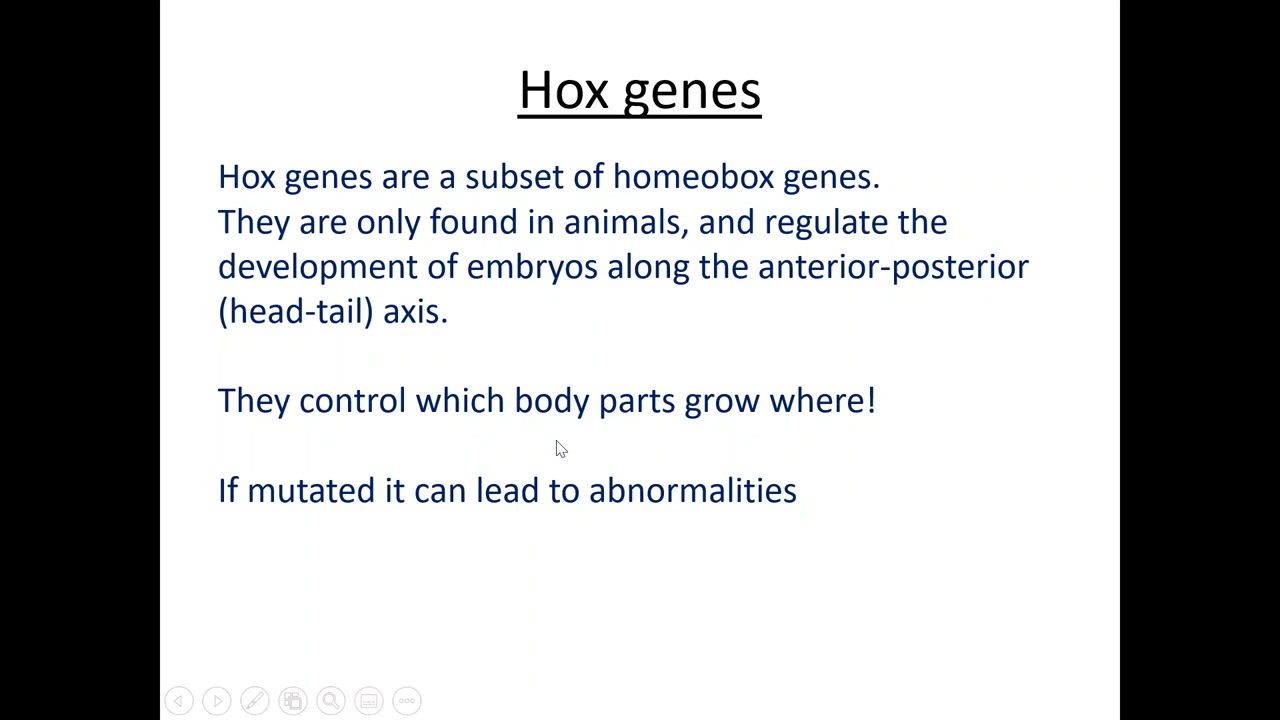 Hox genes
Hox genes are a subset of homeobox genes.
They are only found in animals, and regulate the
development of embryos along the anterior-posterior
(head-tail) axis.
They control which body parts grow where!
If mutated it can lead to abnormalities